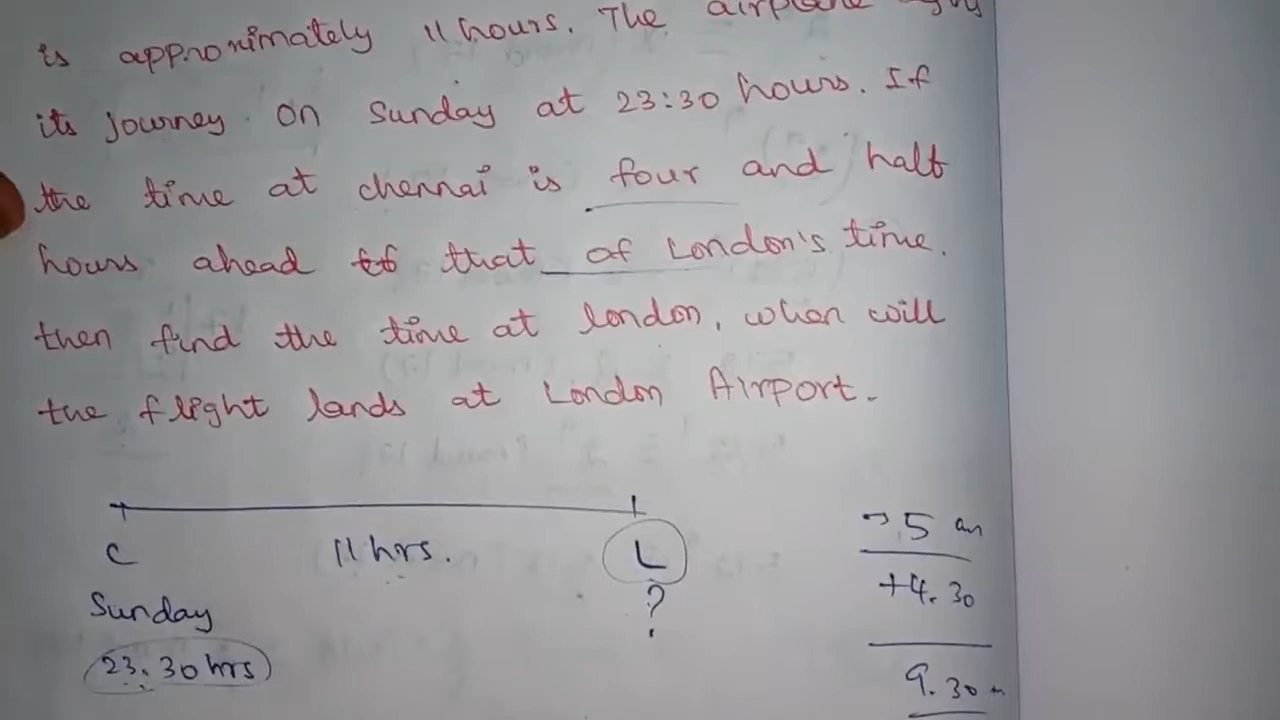 is approximately 11 hours. The airplane
its journey on Sunday at 23:30 hours. If
the time at chennai is four and half
hours ahead that of London's time.
then find the time at london, when will
the flight lands at London Airport.
C 11 hrs. L
?
Sunday
23.30 hrs
5 am
+4.30
9.30